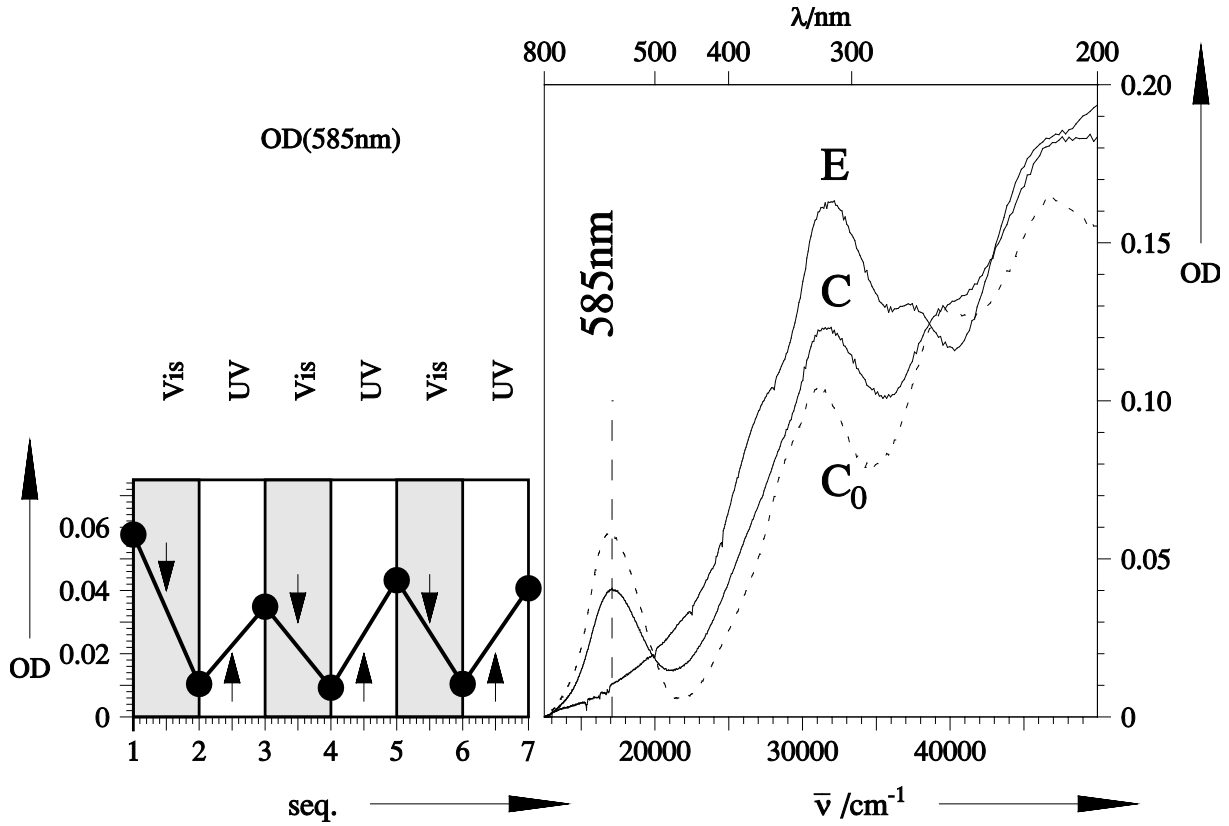 λ/nm
800 500 400 300 200
OD(585nm)
0.20
E
585nm
0.15
OD
C
Vis UV Vis UV Vis UV
0.10
C₀
0.06
0.04
0.05
0.02
OD
0
0
1 2 3 4 5 6 7
20000 30000 40000
seq.
ν̅ /cm⁻¹